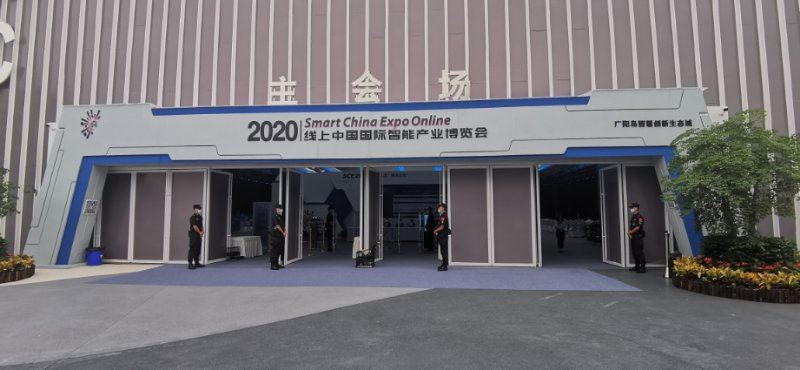 主会场
2020
Smart China Expo Online
线上中国国际智能产业博览会
广阳岛智慧创新生态城